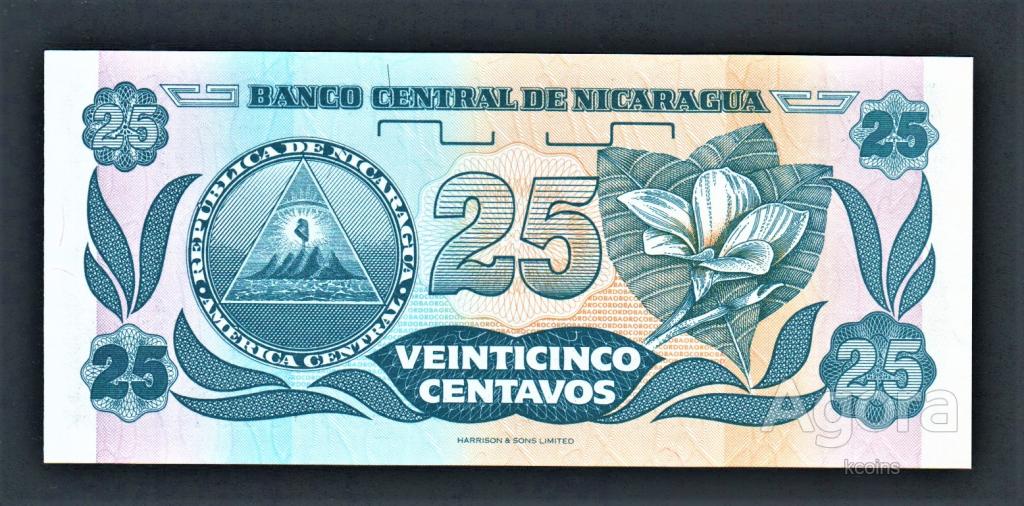 BANCO CENTRAL DE NICARAGUA
25
25
REPUBLICA DE NICARAGUA
AMERICA CENTRAL
25
VEINTICINCO
CENTAVOS
25
25
HARRISON & SONS LIMITED
Agora
kcoins